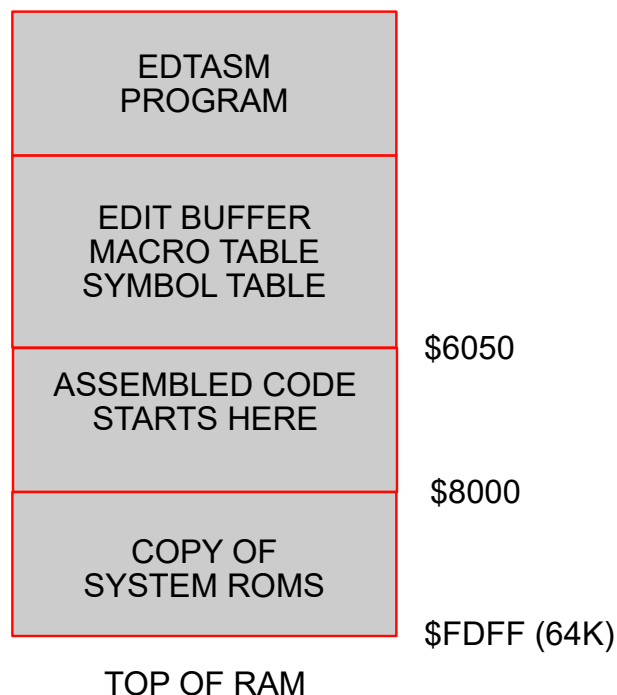 EDTASM
PROGRAM
EDIT BUFFER
MACRO TABLE
SYMBOL TABLE
$6050
ASSEMBLED CODE
STARTS HERE
$8000
COPY OF
SYSTEM ROMS
$FDFF (64K)
TOP OF RAM